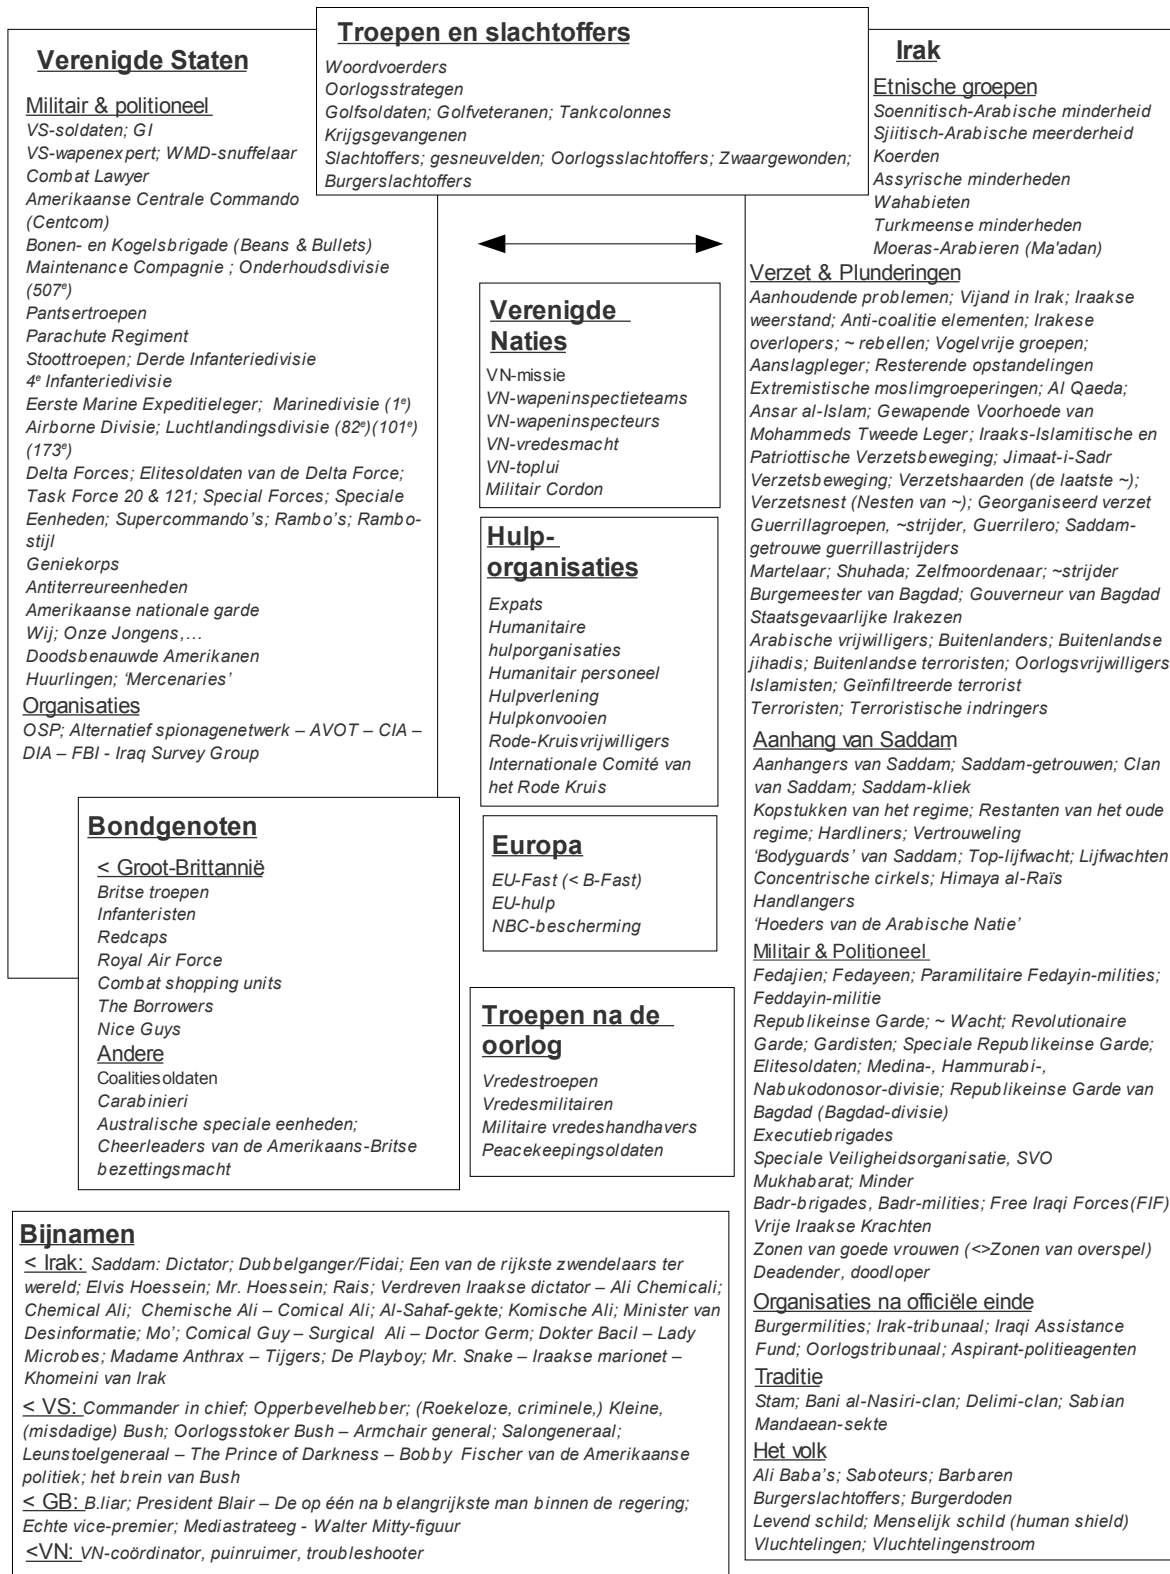 Troepen en slachtoffers
Woordvoerders
Oorlogsstrategen
Golfsoldaten; Golfveteranen; Tankcolonnes
Krijgsgevangenen
Slachtoffers; gesneuvelden; Oorlogsslachtoffers; Zwaargewonden;
Burgerslachtoffers
Verenigde Staten
Militair & politioneel
VS-soldaten; GI
VS-wapenexpert; WMD-snuffelaar
Combat Lawyer
Amerikaanse Centrale Commando
(Centcom)
Bonen- en Kogelsbrigade (Beans & Bullets)
Maintenance Compagnie ; Onderhoudsdivisie
(507e)
Pantsertroepen
Parachute Regiment
Stoottroepen; Derde Infanteriedivisie
4e Infanteriedivisie
Eerste Marine Expeditieleger; Marinedivisie (1e)
Airborne Divisie; Luchtlandingsdivisie (82e)(101e)
(173e)
Delta Forces; Elitesoldaten van de Delta Force;
Task Force 20 & 121; Special Forces; Speciale
Eenheden; Supercommando's; Rambo's; Rambo-
stijl
Geniekorps
Antiterreureenheden
Amerikaanse nationale garde
Wij; Onze Jongens,…
Doodsbenauwde Amerikanen
Huurlingen; ‘Mercenaries’
Organisaties
OSP; Alternatief spionagenetwerk – AVOT – CIA –
DIA – FBI - Iraq Survey Group
Bondgenoten
< Groot-Brittannië
Britse troepen
Infanteristen
Redcaps
Royal Air Force
Combat shopping units
The Borrowers
Nice Guys
Andere
Coalitiesoldaten
Carabinieri
Australische speciale eenheden;
Cheerleaders van de Amerikaans-Britse
bezettingsmacht
Verenigde
Naties
VN-missie
VN-wapeninspectieteams
VN-wapeninspecteurs
VN-vredesmacht
VN-toplui
Militair Cordon
Hulp-
organisaties
Expats
Humanitaire
hulporganisaties
Humanitair personeel
Hulpverlening
Hulpkonvooien
Rode-Kruisvrijwilligers
Internationale Comité van
het Rode Kruis
Europa
EU-Fast (< B-Fast)
EU-hulp
NBC-bescherming
Troepen na de
oorlog
Vredestroepen
Vredesmilitairen
Militaire vredeshandhavers
Peacekeepingsoldaten
Irak
Etnische groepen
Soennitisch-Arabische minderheid
Sjiitisch-Arabische meerderheid
Koerden
Assyrische minderheden
Wahabieten
Turkmeense minderheden
Moeras-Arabieren (Ma'adan)
Verzet & Plunderingen
Aanhoudende problemen; Vijand in Irak; Iraakse
weerstand; Anti-coalitie elementen; Irakese
overlopers; ~ rebellen; Vogelvrije groepen;
Aanslagpleger; Resterende opstandelingen
Extremistische moslimgroeperingen; Al Qaeda;
Ansar al-Islam; Gewapende Voorhoede van
Mohammeds Tweede Leger; Iraaks-Islamitische en
Patriottische Verzetsbeweging; Jimaat-i-Sadr
Verzetsbeweging; Verzetshaarden (de laatste ~);
Verzetsnest (Nesten van ~); Georganiseerd verzet
Guerrillagroepen, ~strijder, Guerrilero; Saddam-
getrouwe guerrillastrijders
Martelaar; Shuhada; Zelfmoordenaar; ~strijder
Burgemeester van Bagdad; Gouverneur van Bagdad
Staatsgevaarlijke Irakezen
Arabische vrijwilligers; Buitenlanders; Buitenlandse
jihadis; Buitenlandse terroristen; Oorlogsvrijwilligers
Islamisten; Geïnfiltreerde terrorist
Terroristen; Terroristische indringers
Aanhang van Saddam
Aanhangers van Saddam; Saddam-getrouwen; Clan
van Saddam; Saddam-kliek
Kopstukken van het regime; Restanten van het oude
regime; Hardliners; Vertrouweling
‘Bodyguards’ van Saddam; Top-lijfwacht; Lijfwachten
Concentrische cirkels; Himaya al-Raïs
Handlangers
‘Hoeders van de Arabische Natie’
Militair & Politioneel
Fedajien; Fedayeen; Paramilitaire Fedayin-milities;
Feddayin-militie
Republikeinse Garde; ~ Wacht; Revolutionaire
Garde; Gardisten; Speciale Republikeinse Garde;
Elitesoldaten; Medina-, Hammurabi-,
Nabukodonosor-divisie; Republikeinse Garde van
Bagdad (Bagdad-divisie)
Executiebrigades
Speciale Veiligheidsorganisatie, SVO
Mukhabarat; Minder
Badr-brigades, Badr-milities; Free Iraqi Forces(FIF)
Vrije Iraakse Krachten
Zonen van goede vrouwen (<>Zonen van overspel)
Deadender, doodloper
Organisaties na officiële einde
Burgermilities; Irak-tribunaal; Iraqi Assistance
Fund; Oorlogstribunaal; Aspirant-politieagenten
Traditie
Stam; Bani al-Nasiri-clan; Delimi-clan; Sabian
Mandaean-sekte
Het volk
Ali Baba's; Saboteurs; Barbaren
Burgerslachtoffers; Burgerdoden
Levend schild; Menselijk schild (human shield)
Vluchtelingen; Vluchtelingenstroom
Bijnamen
< Irak: Saddam: Dictator; Dubbelganger/Fidai; Een van de rijkste zwendelaars ter
wereld; Elvis Hoessein; Mr. Hoessein; Rais; Verdreven Iraakse dictator – Ali Chemicali;
Chemical Ali; Chemische Ali – Comical Ali; Al-Sahaf-gekte; Komische Ali; Minister van
Desinformatie; Mo'; Comical Guy – Surgical Ali – Doctor Germ; Dokter Bacil – Lady
Microbes; Madame Anthrax – Tijgers; De Playboy; Mr. Snake – Iraakse marionet –
Khomeini van Irak
< VS: Commander in chief; Opperbevelhebber; (Roekeloze, criminele,) Kleine,
(misdadige) Bush; Oorlogsstoker Bush – Armchair general; Salongeneraal;
Leunstoelgeneraal – The Prince of Darkness – Bobby Fischer van de Amerikaanse
politiek; het brein van Bush
< GB: B.liar; President Blair – De op één na belangrijkste man binnen de regering;
Echte vice-premier; Mediastrateeg - Walter Mitty-figuur
<VN: VN-coördinator, puinruimer, troubleshooter